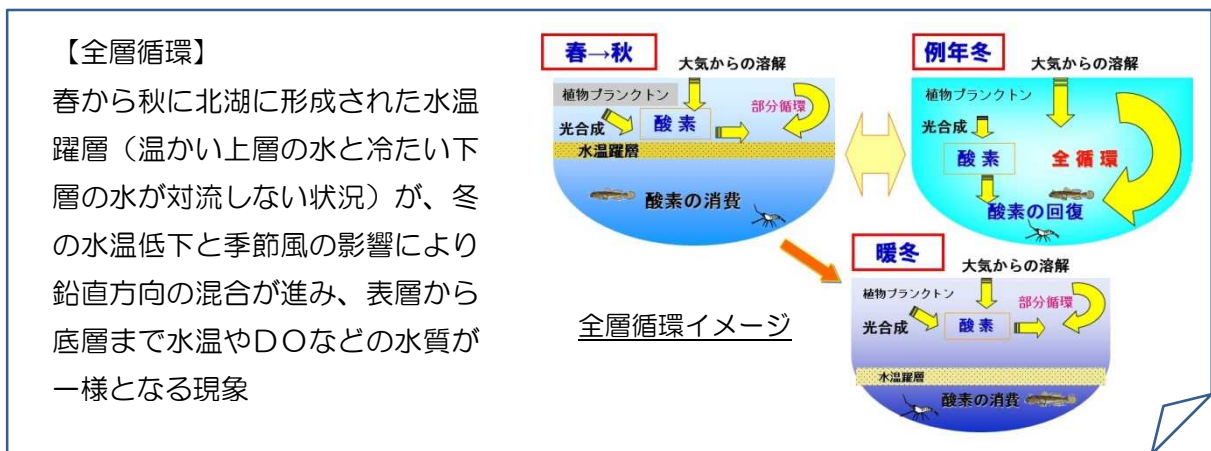 【全層循環】
春から秋に北湖に形成された水温
躍層（温かい上層の水と冷たい下
層の水が対流しない状況）が、冬
の水温低下と季節風の影響により
鉛直方向の混合が進み、表層から
底層まで水温やＤＯなどの水質が
一様となる現象
春→秋
大気からの溶解
植物プランクトン
部分循環
光合成
酸素
水温躍層
酸素の消費
例年冬
大気からの溶解
植物プランクトン
光合成
酸素
全循環
酸素の回復
暖冬
大気からの溶解
植物プランクトン
部分循環
光合成
酸素
水温躍層
酸素の消費
全層循環イメージ